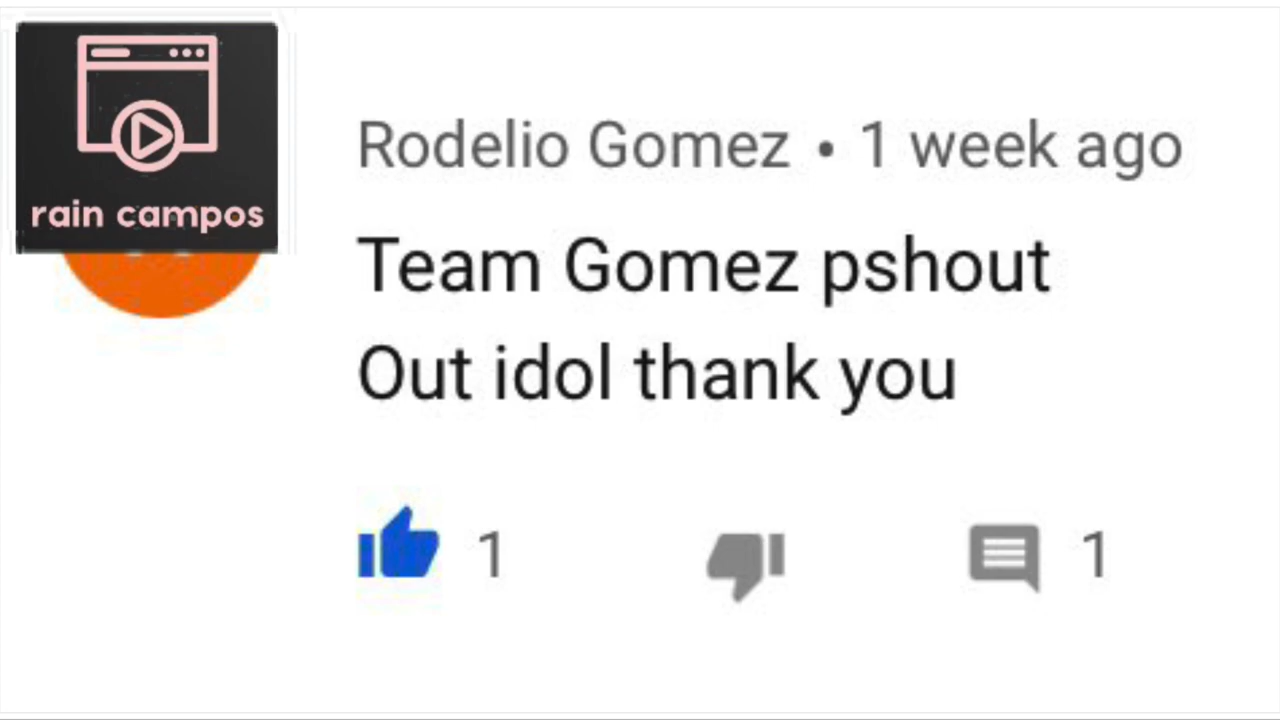 rain campos
Rodelio Gomez • 1 week ago
Team Gomez pshout
Out idol thank you
1 1